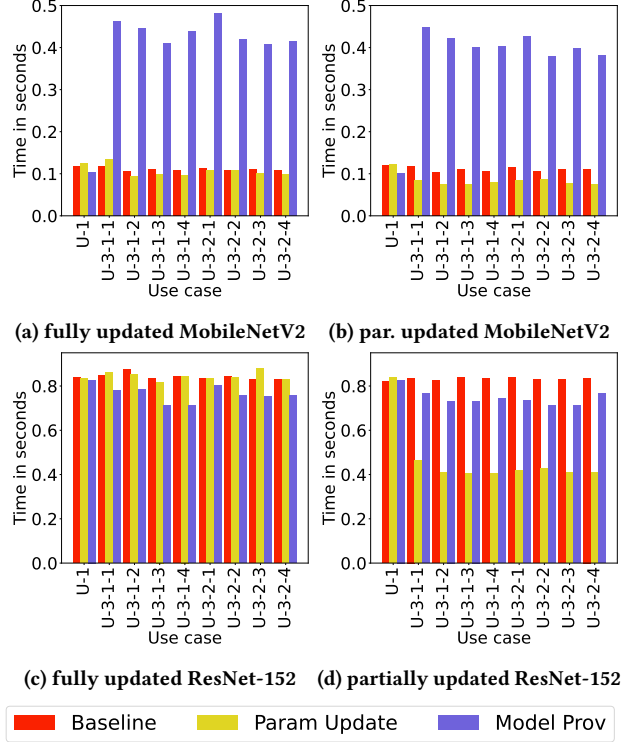 0.5
0.4
0.3
0.2
0.1
0.0
Time in seconds
U-1
U-3-1-1
U-3-1-2
U-3-1-3
U-3-1-4
U-3-2-1
U-3-2-2
U-3-2-3
U-3-2-4
Use case
(a) fully updated MobileNetV2
0.5
0.4
0.3
0.2
0.1
0.0
Time in seconds
U-1
U-3-1-1
U-3-1-2
U-3-1-3
U-3-1-4
U-3-2-1
U-3-2-2
U-3-2-3
U-3-2-4
Use case
(b) par. updated MobileNetV2
0.8
0.6
0.4
0.2
0.0
Time in seconds
U-1
U-3-1-1
U-3-1-2
U-3-1-3
U-3-1-4
U-3-2-1
U-3-2-2
U-3-2-3
U-3-2-4
Use case
(c) fully updated ResNet-152
0.8
0.6
0.4
0.2
0.0
Time in seconds
U-1
U-3-1-1
U-3-1-2
U-3-1-3
U-3-1-4
U-3-2-1
U-3-2-2
U-3-2-3
U-3-2-4
Use case
(d) partially updated ResNet-152
Baseline
Param Update
Model Prov